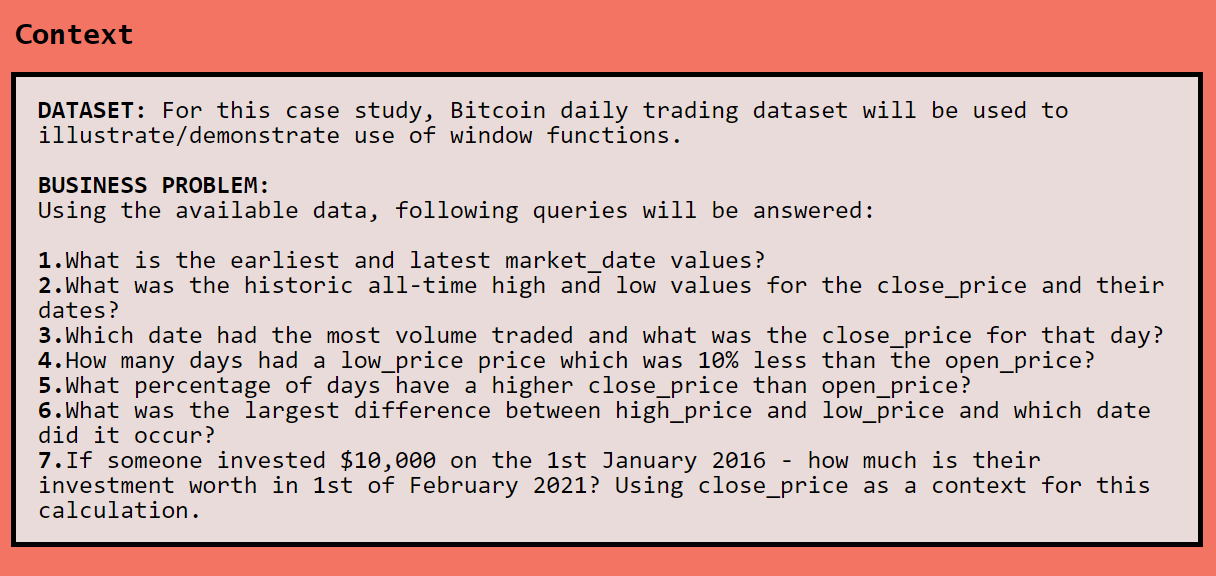 Context
DATASET: For this case study, Bitcoin daily trading dataset will be used to
illustrate/demonstrate use of window functions.
BUSINESS PROBLEM:
Using the available data, following queries will be answered:
1.What is the earliest and latest market_date values?
2.What was the historic all-time high and low values for the close_price and their
dates?
3.Which date had the most volume traded and what was the close_price for that day?
4.How many days had a low_price price which was 10% less than the open_price?
5.What percentage of days have a higher close_price than open_price?
6.What was the largest difference between high_price and low_price and which date
did it occur?
7.If someone invested $10,000 on the 1st January 2016 - how much is their
investment worth in 1st of February 2021? Using close_price as a context for this
calculation.